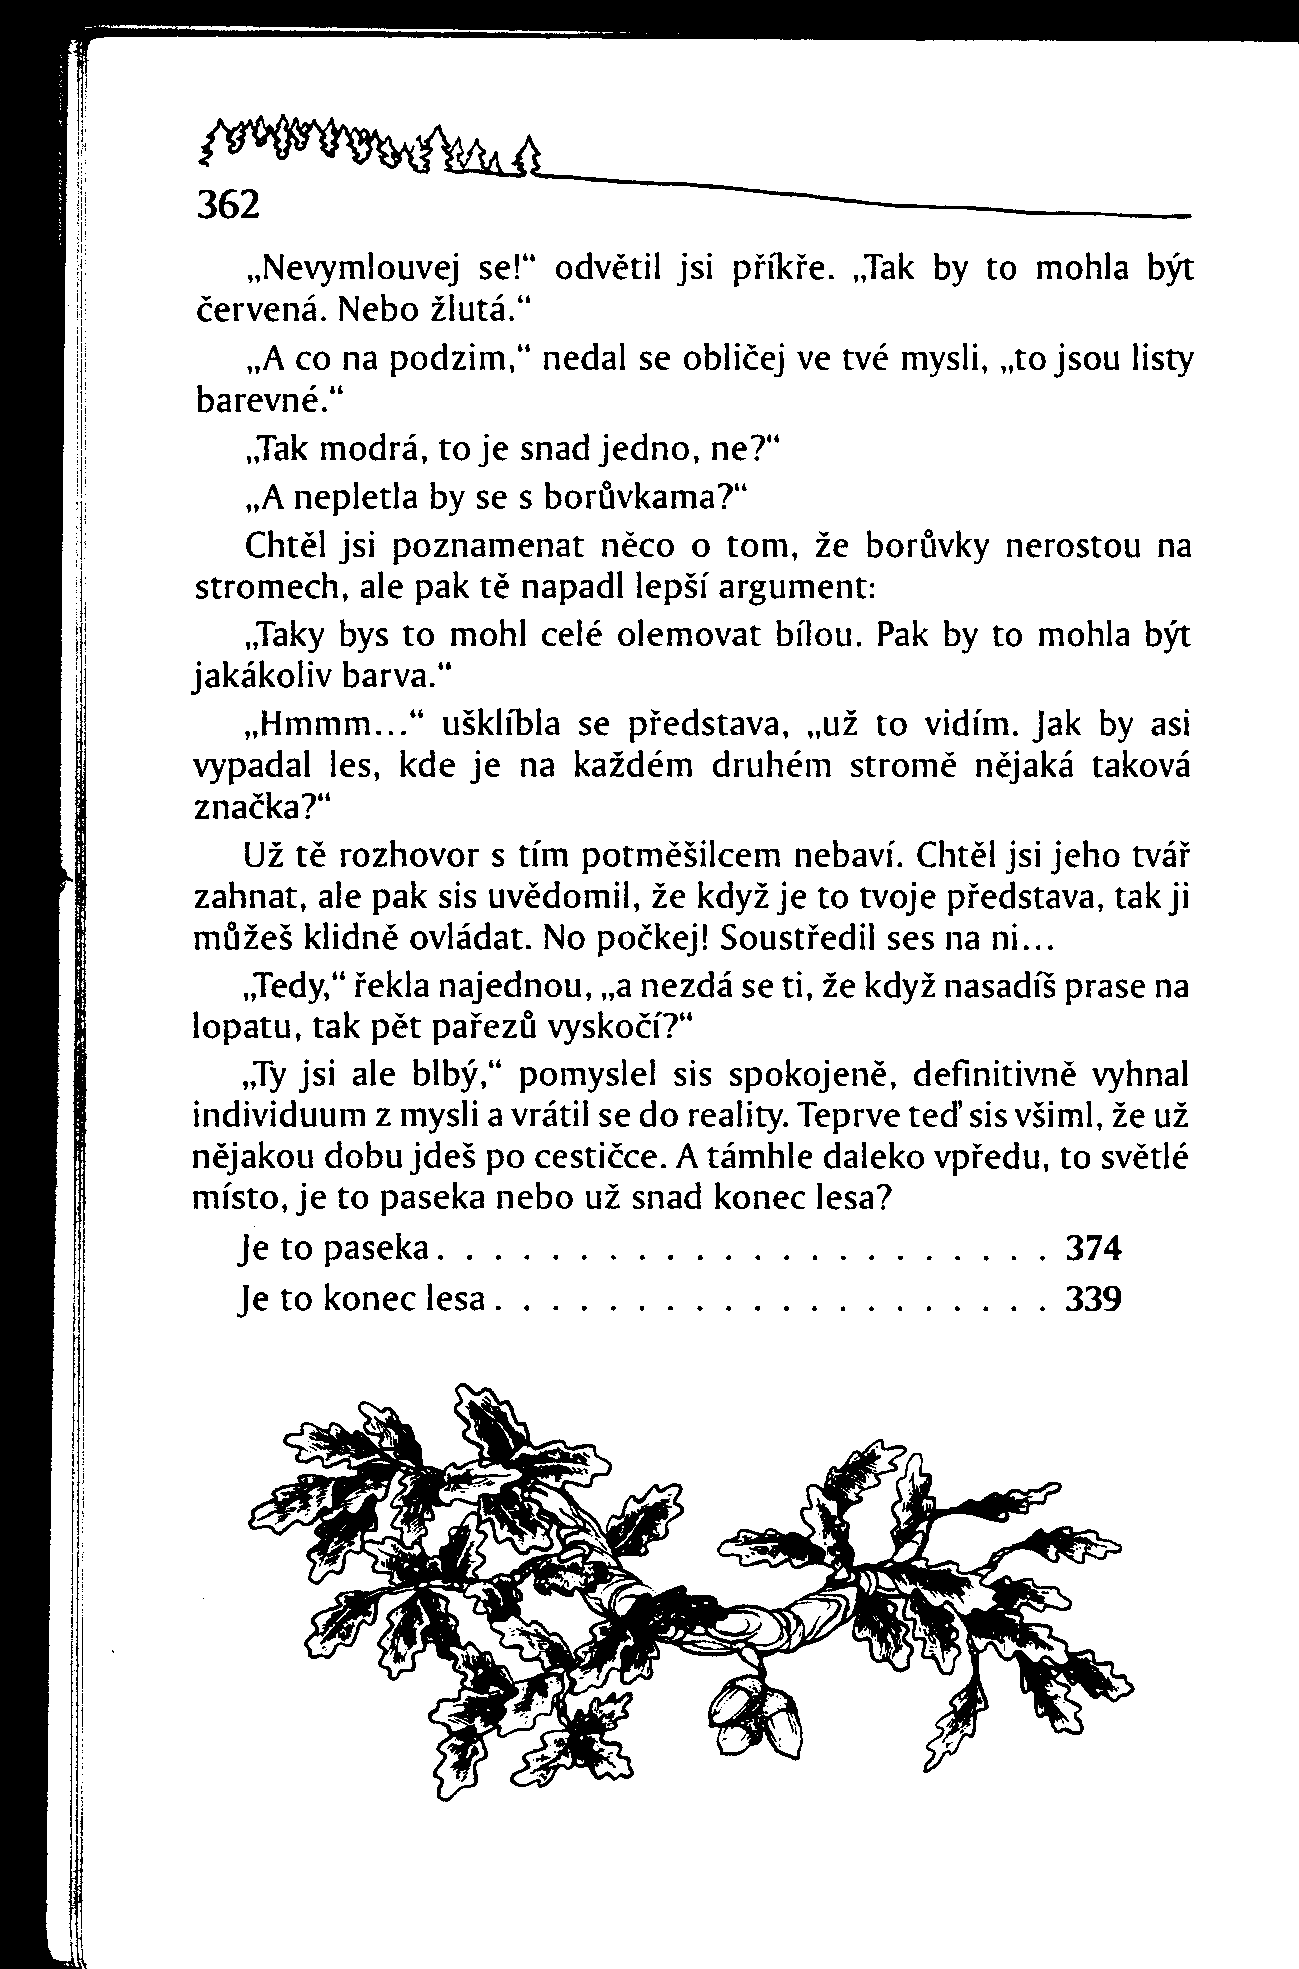 362
„Nevymlouvej se!“ odvětil jsi příkře. „Tak by to mohla být
červená. Nebo žlutá.“
„A co na podzim,“ nedal se obličej ve tvé mysli, „to jsou listy
barevné.“
„Tak modrá, to je snad jedno, ne?“
„A nepletla by se s borůvkama?“
Chtěl jsi poznamenat něco o tom, že borůvky nerostou na
stromech, ale pak tě napadl lepší argument:
„Taky bys to mohl celé olemovat bílou. Pak by to mohla být
jakákoliv barva.“
„Hmmm...“ ušklíbla se představa, „už to vidím. Jak by asi
vypadal les, kde je na každém druhém stromě nějaká taková
značka?“
Už tě rozhovor s tím potměšilcem nebaví. Chtěl jsi jeho tvář
zahnat, ale pak sis uvědomil, že když je to tvoje představa, tak ji
můžeš klidně ovládat. No počkej! Soustředil ses na ni...
„Tedy,“ řekla najednou, „a nezdá se ti, že když nasadíš prase na
lopatu, tak pět pařezů vyskočí?“
„Ty jsi ale blbý,“ pomyslel sis spokojeně, definitivně vyhnal
individuum z mysli a vrátil se do reality. Teprve teď sis všiml, že už
nějakou dobu jdeš po cestičce. A támhle daleko vpředu, to světlé
místo, je to paseka nebo už snad konec lesa?
Je to paseka. . . . . . . . . . . . . . . . . . . . . . 374
Je to konec lesa. . . . . . . . . . . . . . . . . . . . 339